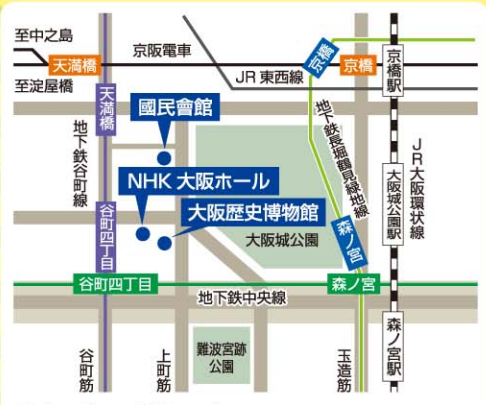 至中之島
京阪電車
天満橋
京橋
京橋
京橋駅
至淀屋橋
JR東西線
天満橋
國民會館
地下鉄谷町線
地下鉄長堀鶴見緑地線
JR大阪環状線
NHK大阪ホール
大阪歴史博物館
谷町四丁目
大阪城公園
大阪城公園駅
森ノ宮
谷町四丁目
森ノ宮
地下鉄中央線
森ノ宮駅
難波宮跡
公園
谷町筋
上町筋
玉造筋